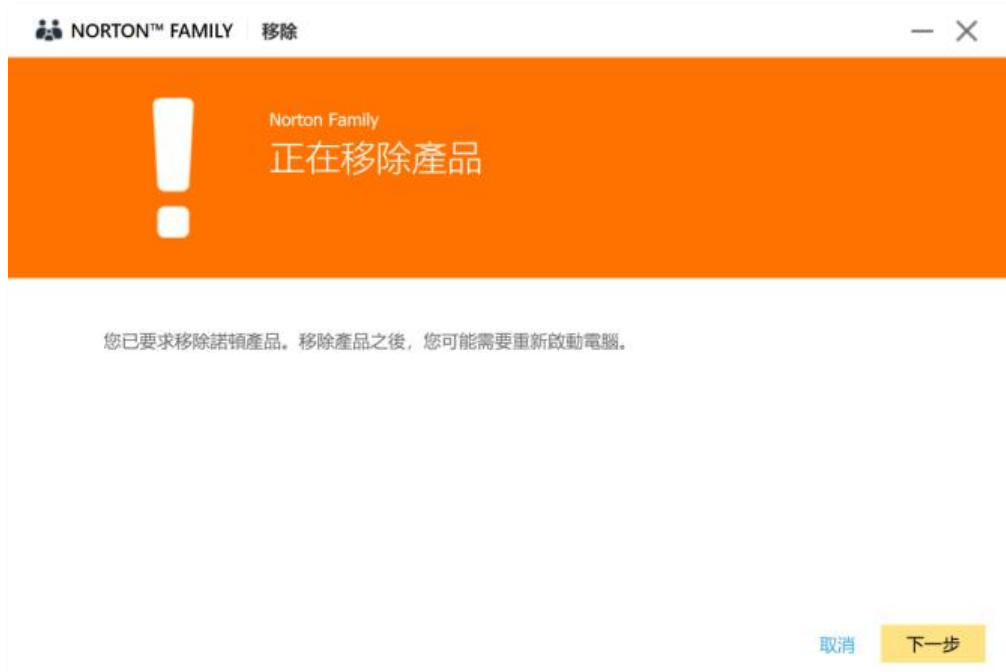 NORTON™ FAMILY 移除
Norton Family
正在移除產品
您已要求移除諾頓產品。移除產品之後，您可能需要重新啟動電腦。
取消 下一步